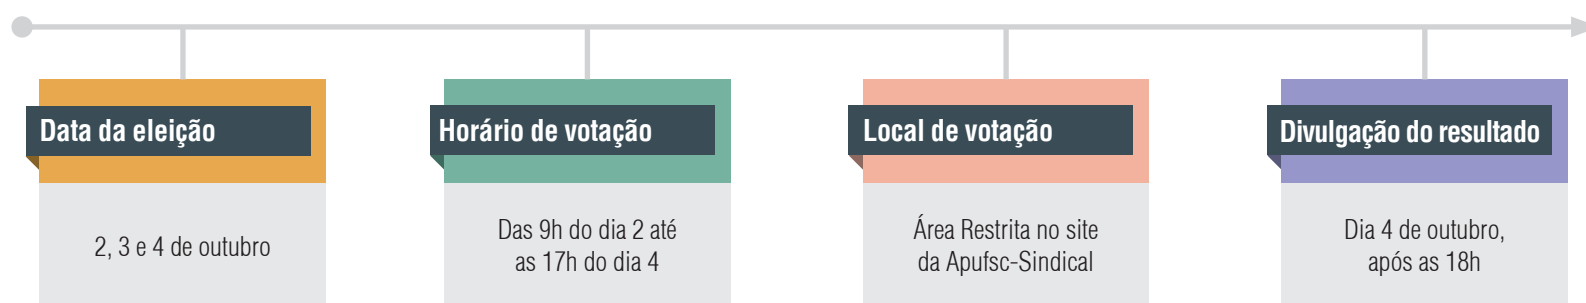 Data da eleição
2, 3 e 4 de outubro
Horário de votação
Das 9h do dia 2 até
as 17h do dia 4
Local de votação
Área Restrita no site
da Apufsc-Sindical
Divulgação do resultado
Dia 4 de outubro,
após as 18h